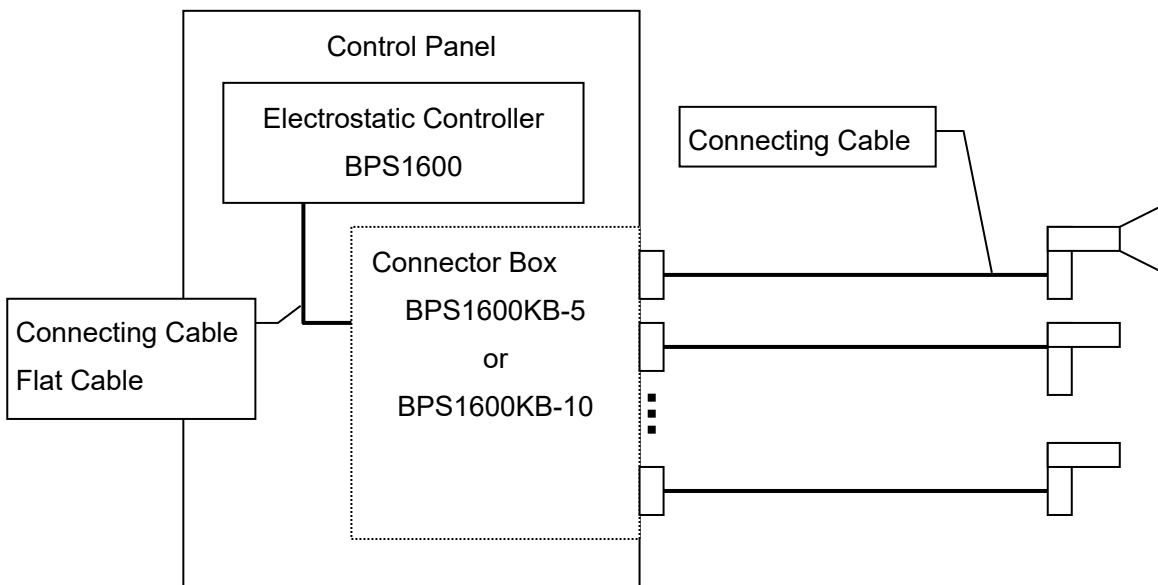 Control Panel
Electrostatic Controller
BPS1600
Connecting Cable
Connector Box
BPS1600KB-5
or
BPS1600KB-10
Connecting Cable
Flat Cable